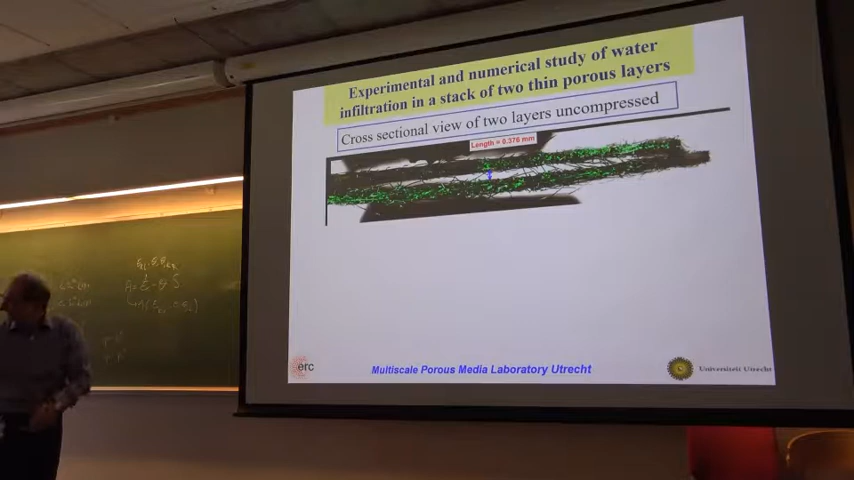 Experimental and numerical study of water
infiltration in a stack of two thin porous layers
Cross sectional view of two layers uncompressed
Length = 0.376 mm
erc
Multiscale Porous Media Laboratory, Utrecht
Universiteit Utrecht